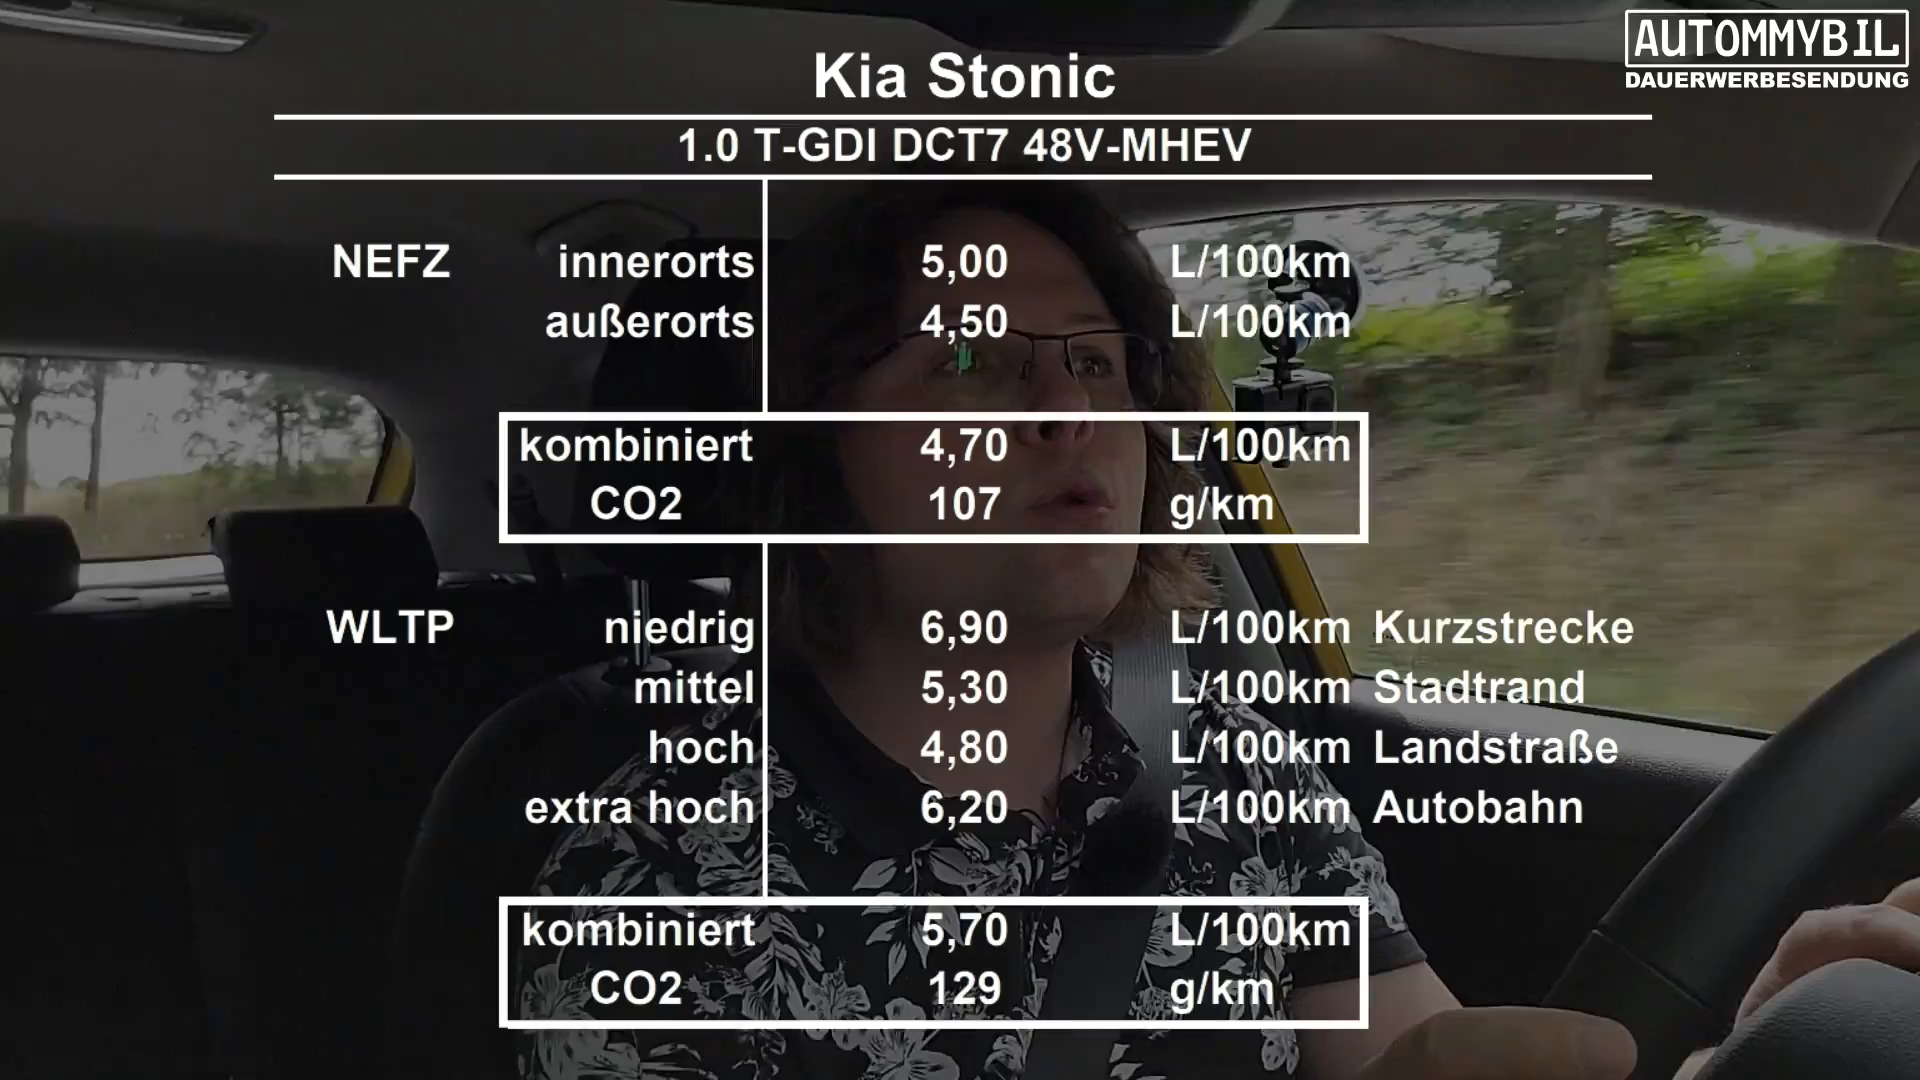 AUTOMMYBIL
DAUERWERBESENDUNG
Kia Stonic
1.0 T-GDI DCT7 48V-MHEV
NEFZ innerorts 5,00 L/100km
außerorts 4,50 L/100km
kombiniert 4,70 L/100km
CO2 107 g/km
WLTP niedrig 6,90 L/100km Kurzstrecke
mittel 5,30 L/100km Stadtrand
hoch 4,80 L/100km Landstraße
extra hoch 6,20 L/100km Autobahn
kombiniert 5,70 L/100km
CO2 129 g/km